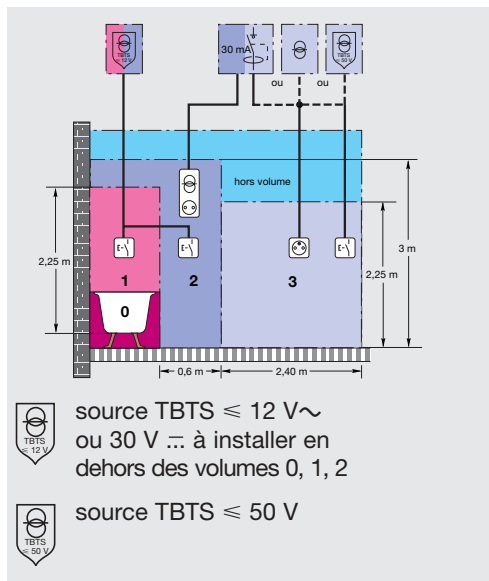 TBTS
≤ 12 V
30 mA
TBTS
≤ 50 V
ou
ou
hors volume
2,25 m
3 m
2,25 m
1
2
3
0
0,6 m
2,40 m
TBTS
≤ 12 V
source TBTS ≤ 12 V~
ou 30 V ⎓ à installer en
dehors des volumes 0, 1, 2
TBTS
≤ 50 V
source TBTS ≤ 50 V